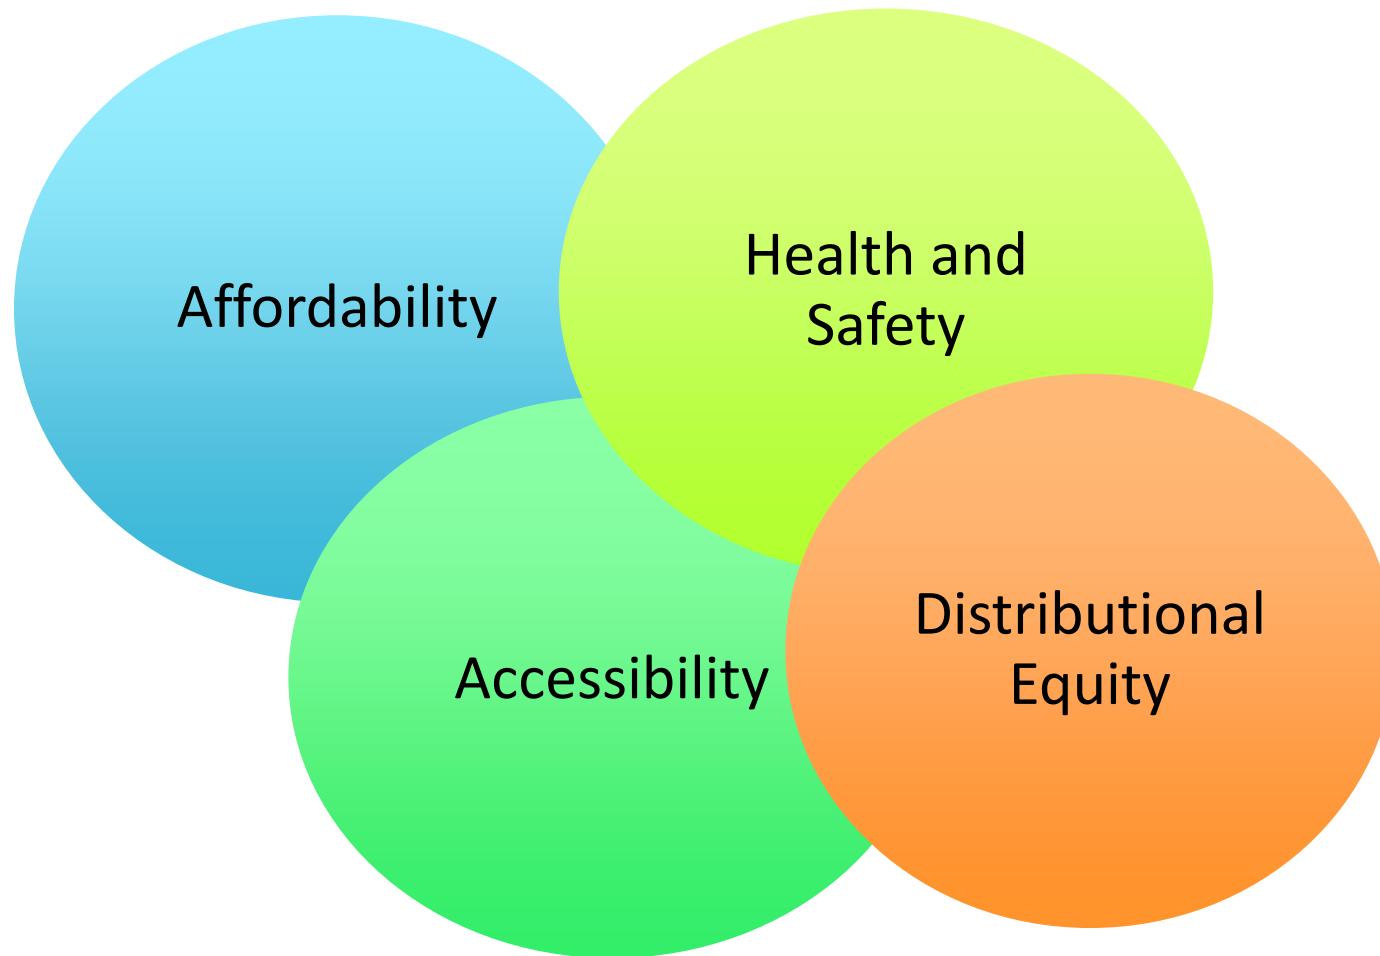 Affordability
Health and
Safety
Accessibility
Distributional
Equity